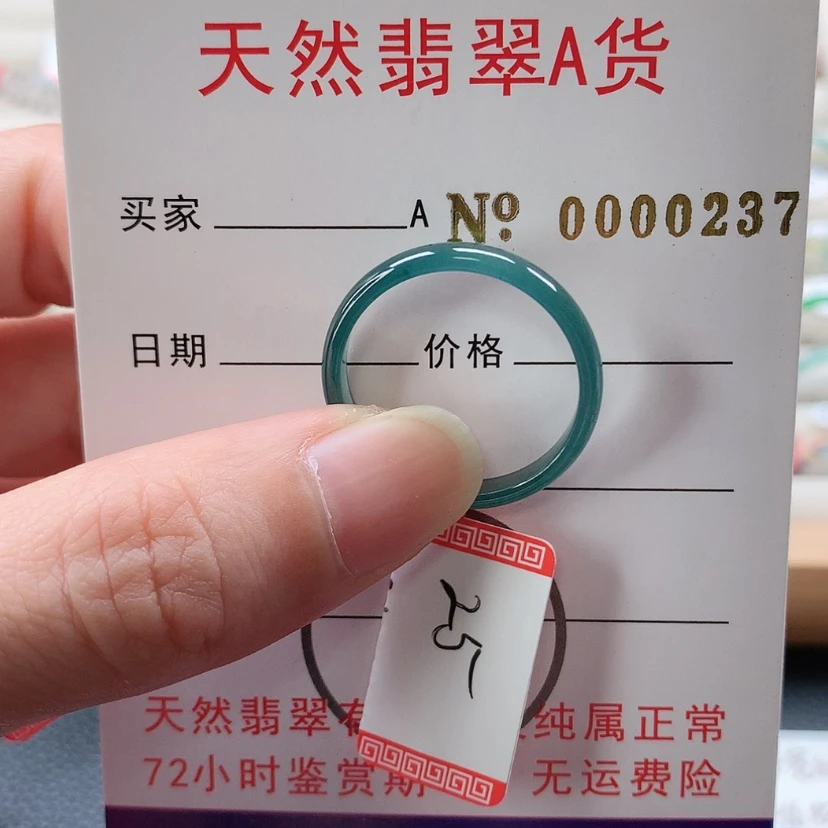 天然翡翠A货
买家 A Nº 0000237
日期 价格
天然翡翠有 纯属正常
72小时鉴赏期 无运费险